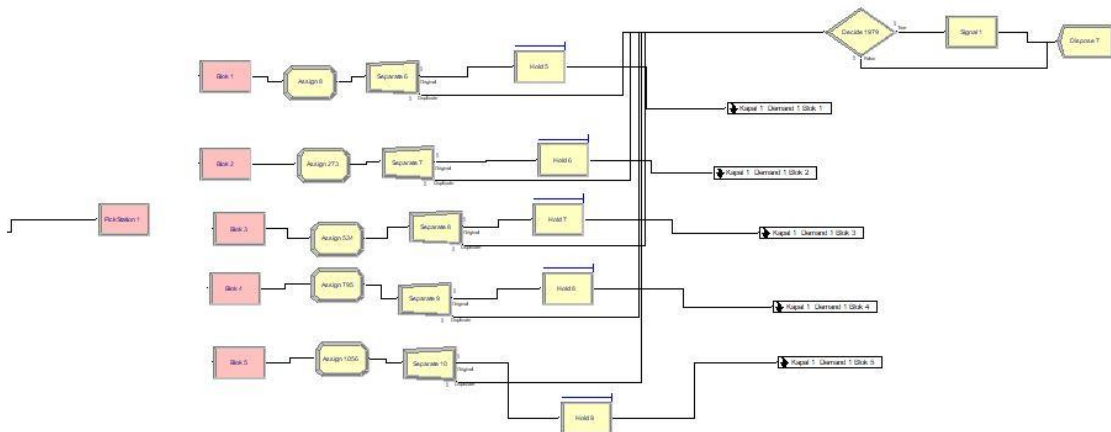 Decide 1979
True
False
Signal 1
Dispose 7
Blok 1
Assign 8
Separate 6
Original
Duplicate
Hold 5
Kapal 1 Demand 1 Blok 1
Blok 2
Assign 273
Separate 7
Original
Duplicate
Hold 6
Kapal 1 Demand 1 Blok 2
PickStation 1
Blok 3
Assign 534
Separate 8
Original
Duplicate
Hold 7
Kapal 1 Demand 1 Blok 3
Blok 4
Assign 795
Separate 9
Original
Duplicate
Hold 8
Kapal 1 Demand 1 Blok 4
Blok 5
Assign 1056
Separate 10
Original
Duplicate
Hold 9
Kapal 1 Demand 1 Blok 5